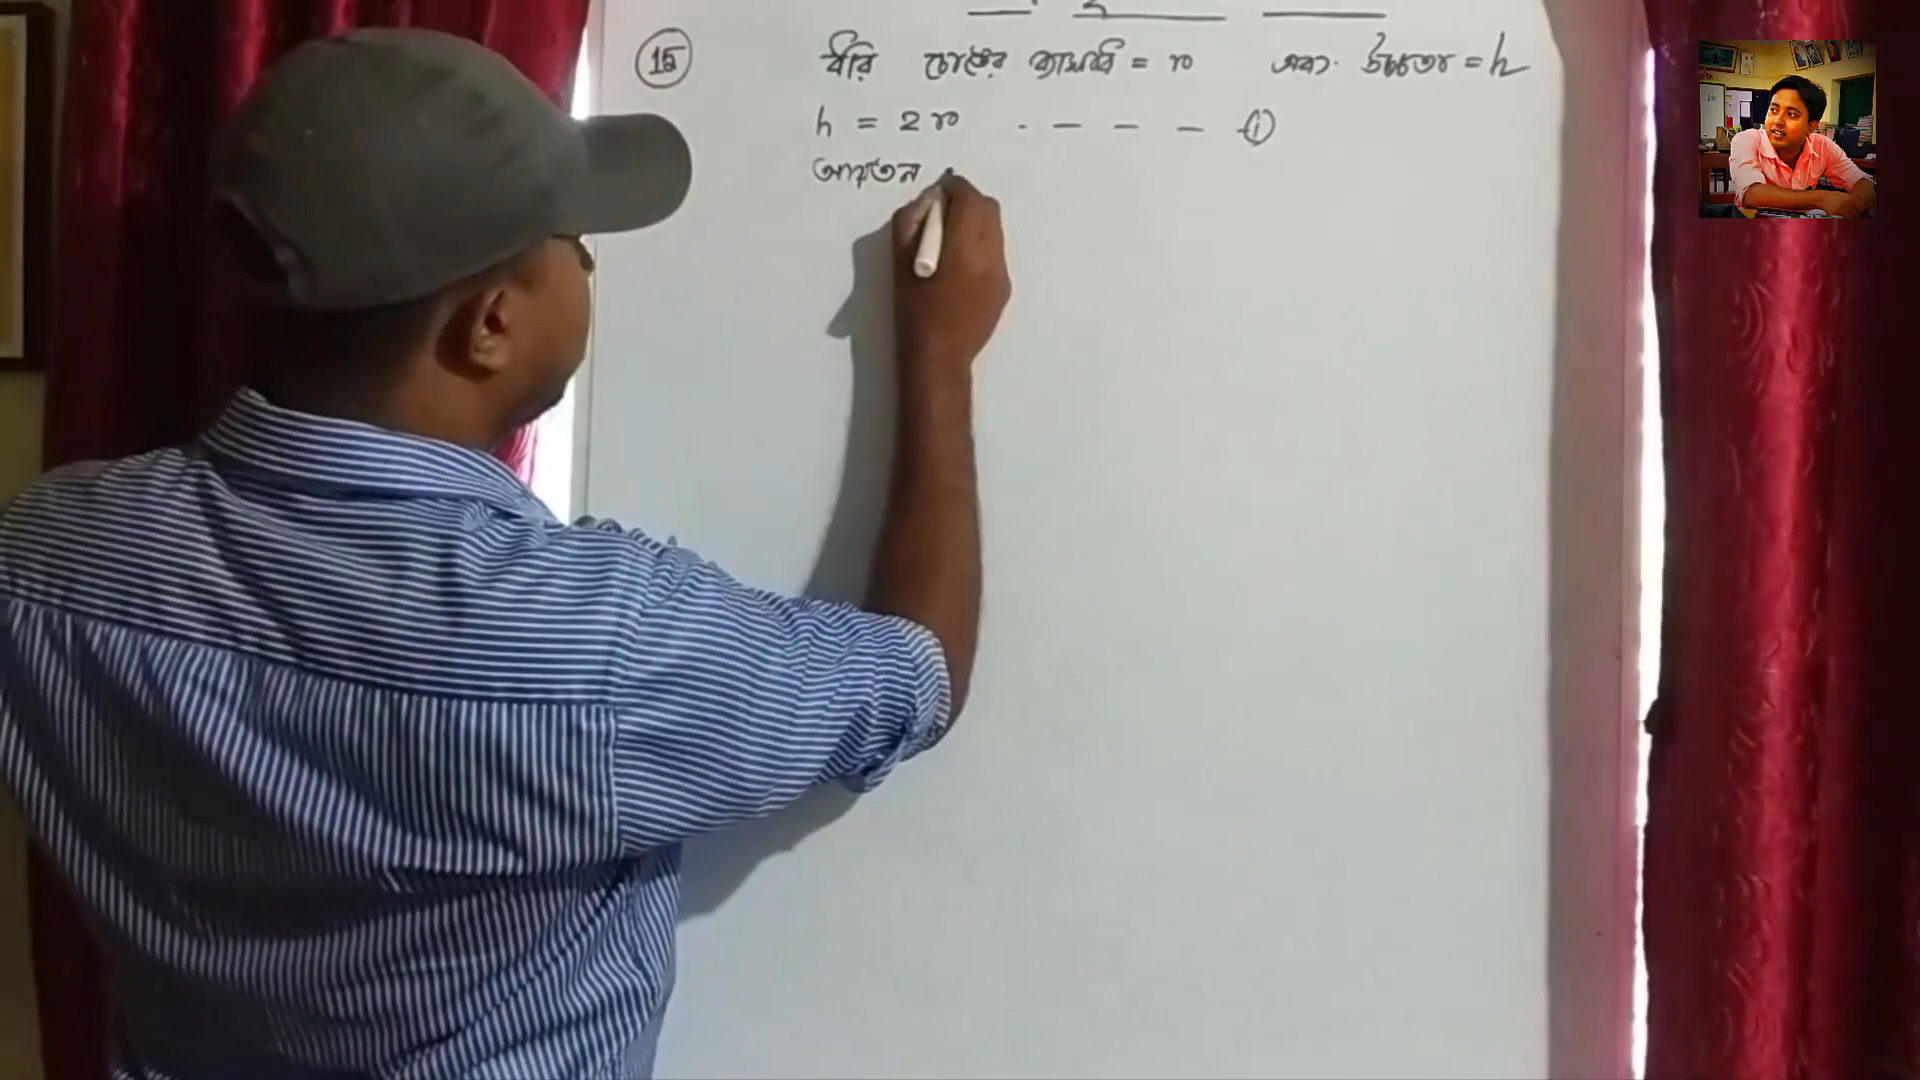 15 ধরি চোঙের ব্যাসার্ধ = r এবং উচ্চতা = h
h = 2r . – – – (i)
আয়তন